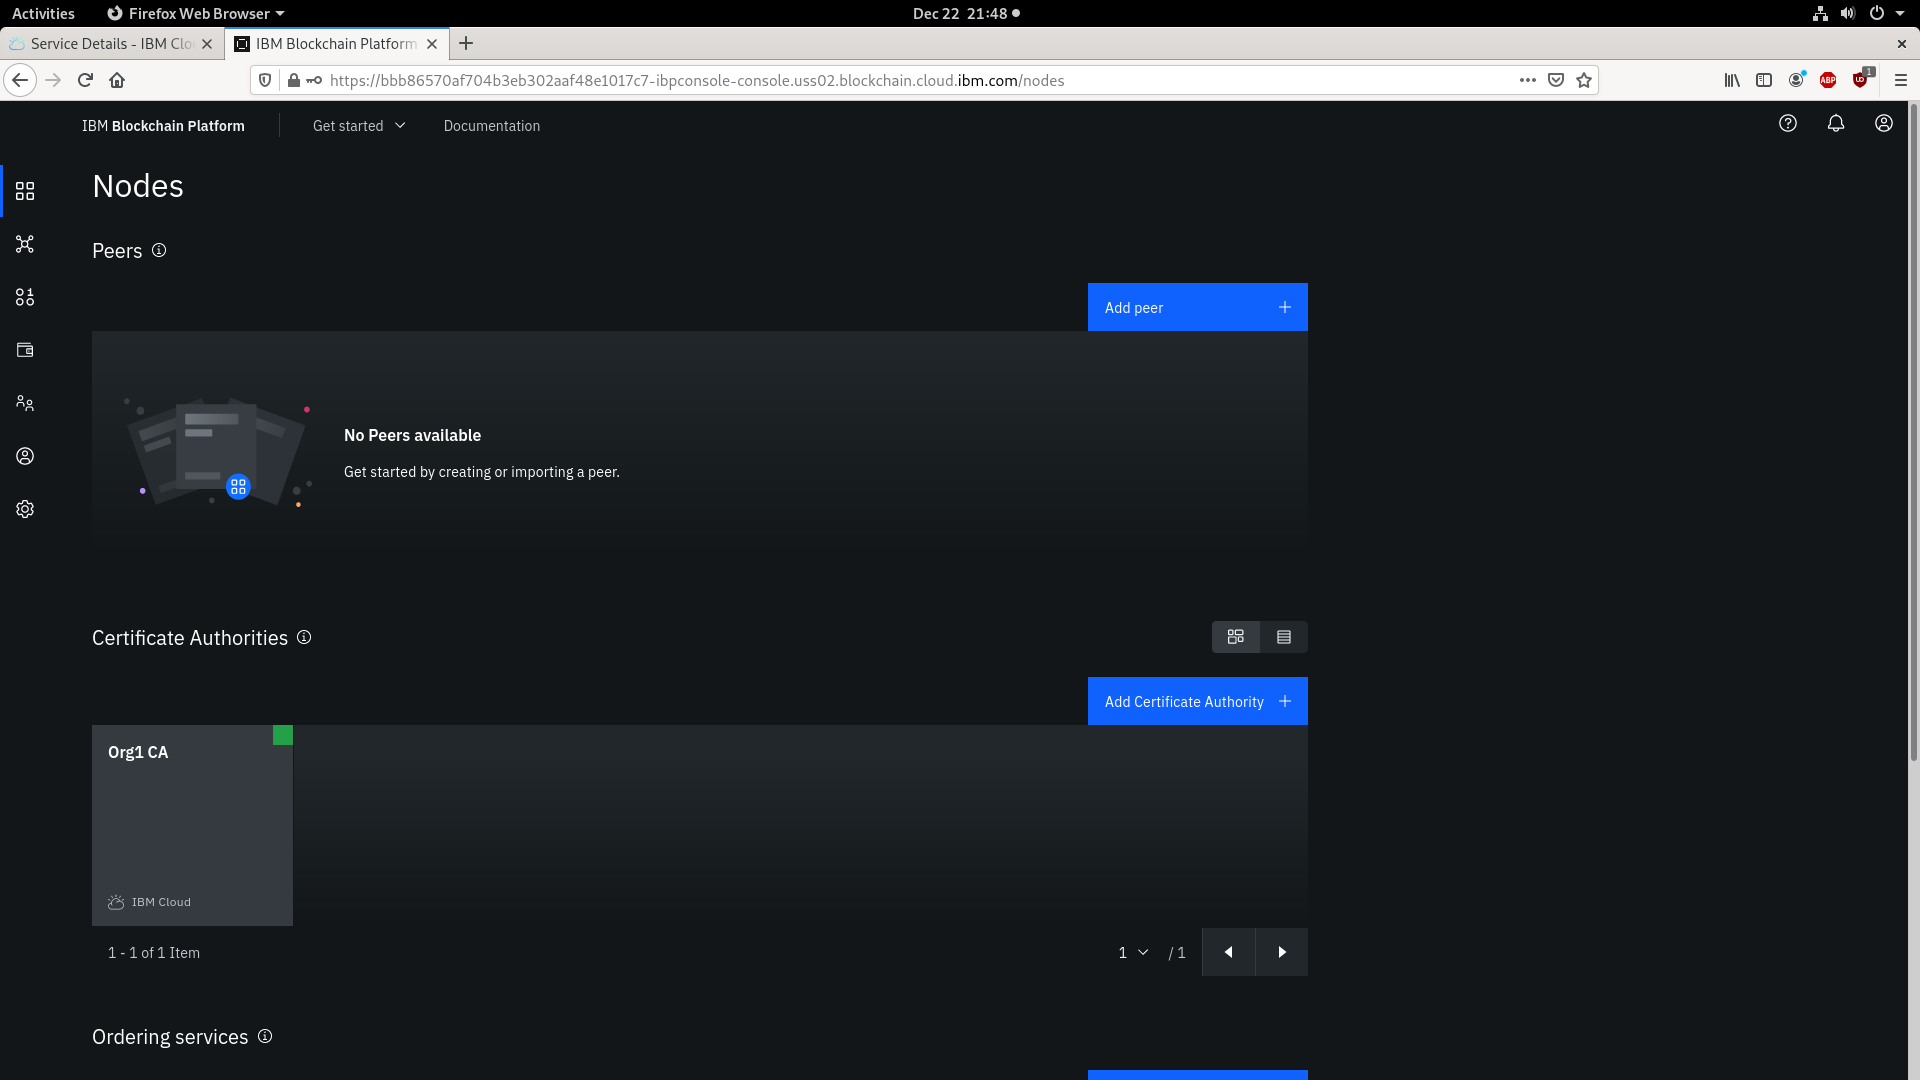 Activities
Firefox Web Browser
Dec 22 21:48
Service Details - IBM Clo
IBM Blockchain Platform
https://bbb86570af704b3eb302aaf48e1017c7-ibpconsole-console.uss02.blockchain.cloud.ibm.com/nodes
ABP
1
IBM Blockchain Platform
Get started
Documentation
Nodes
Peers
Add peer
No Peers available
Get started by creating or importing a peer.
Certificate Authorities
Add Certificate Authority
Org1 CA
IBM Cloud
1 - 1 of 1 Item
1
/ 1
Ordering services